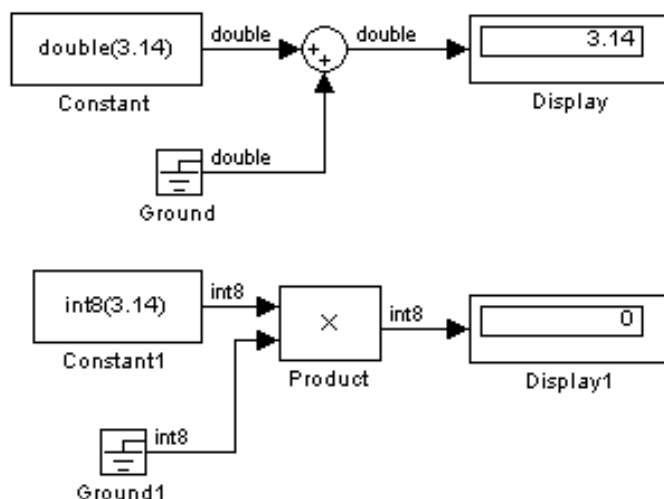 double(3.14)
double
+
+
double
3.14
Constant
Display
double
Ground
int8(3.14)
int8
×
int8
0
Constant1
Product
Display1
int8
Ground1